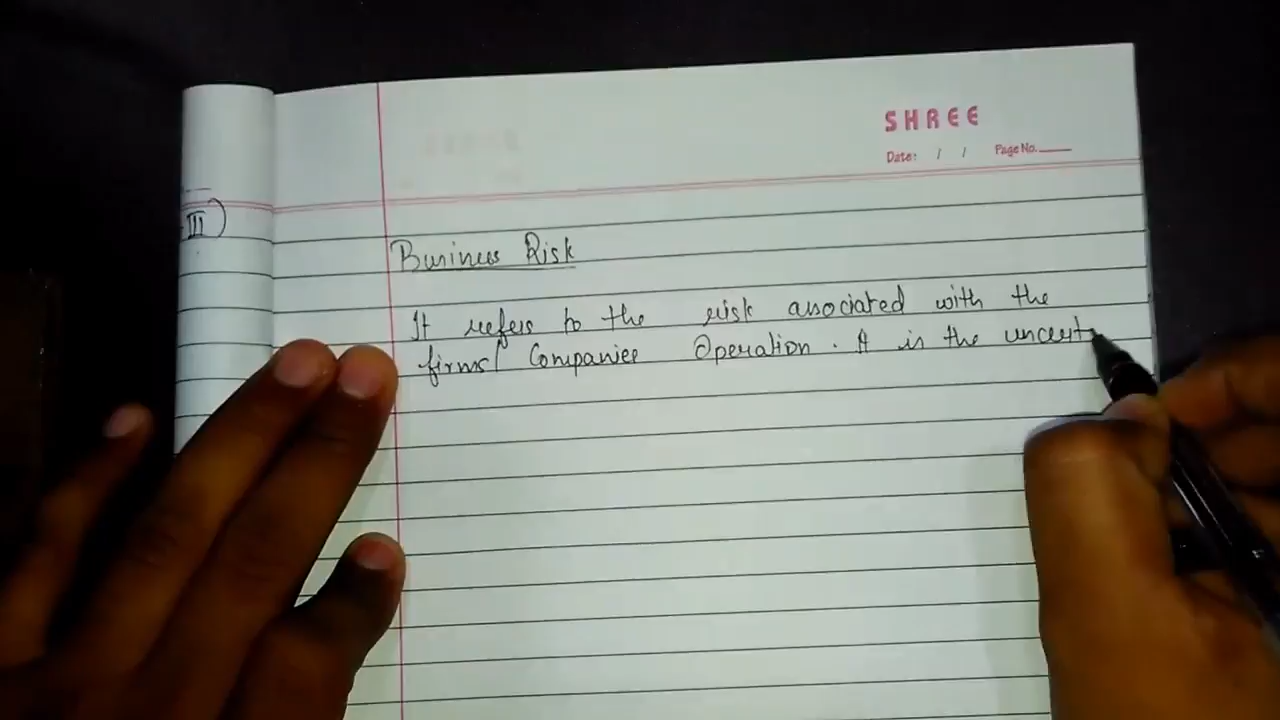 SHREE
Date: / / Page No.
III)
Business Risk
It refers to the risk associated with the
firms/ Companies Operation. It is the uncert